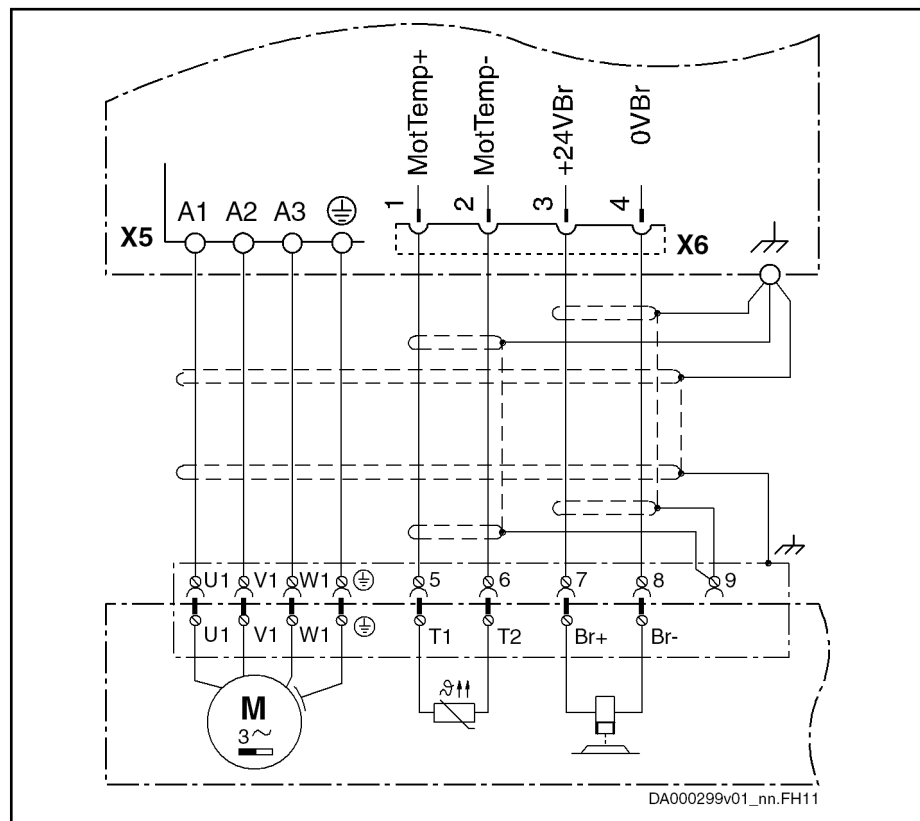 MotTemp+
MotTemp-
+24VBr
0VBr
1
2
3
4
A1 A2 A3
X5
X6
U1 V1 W1 5 6 7 8 9
U1 V1 W1 T1 T2 Br+ Br-
ϑ
M
3~
DA000299v01_nn.FH11